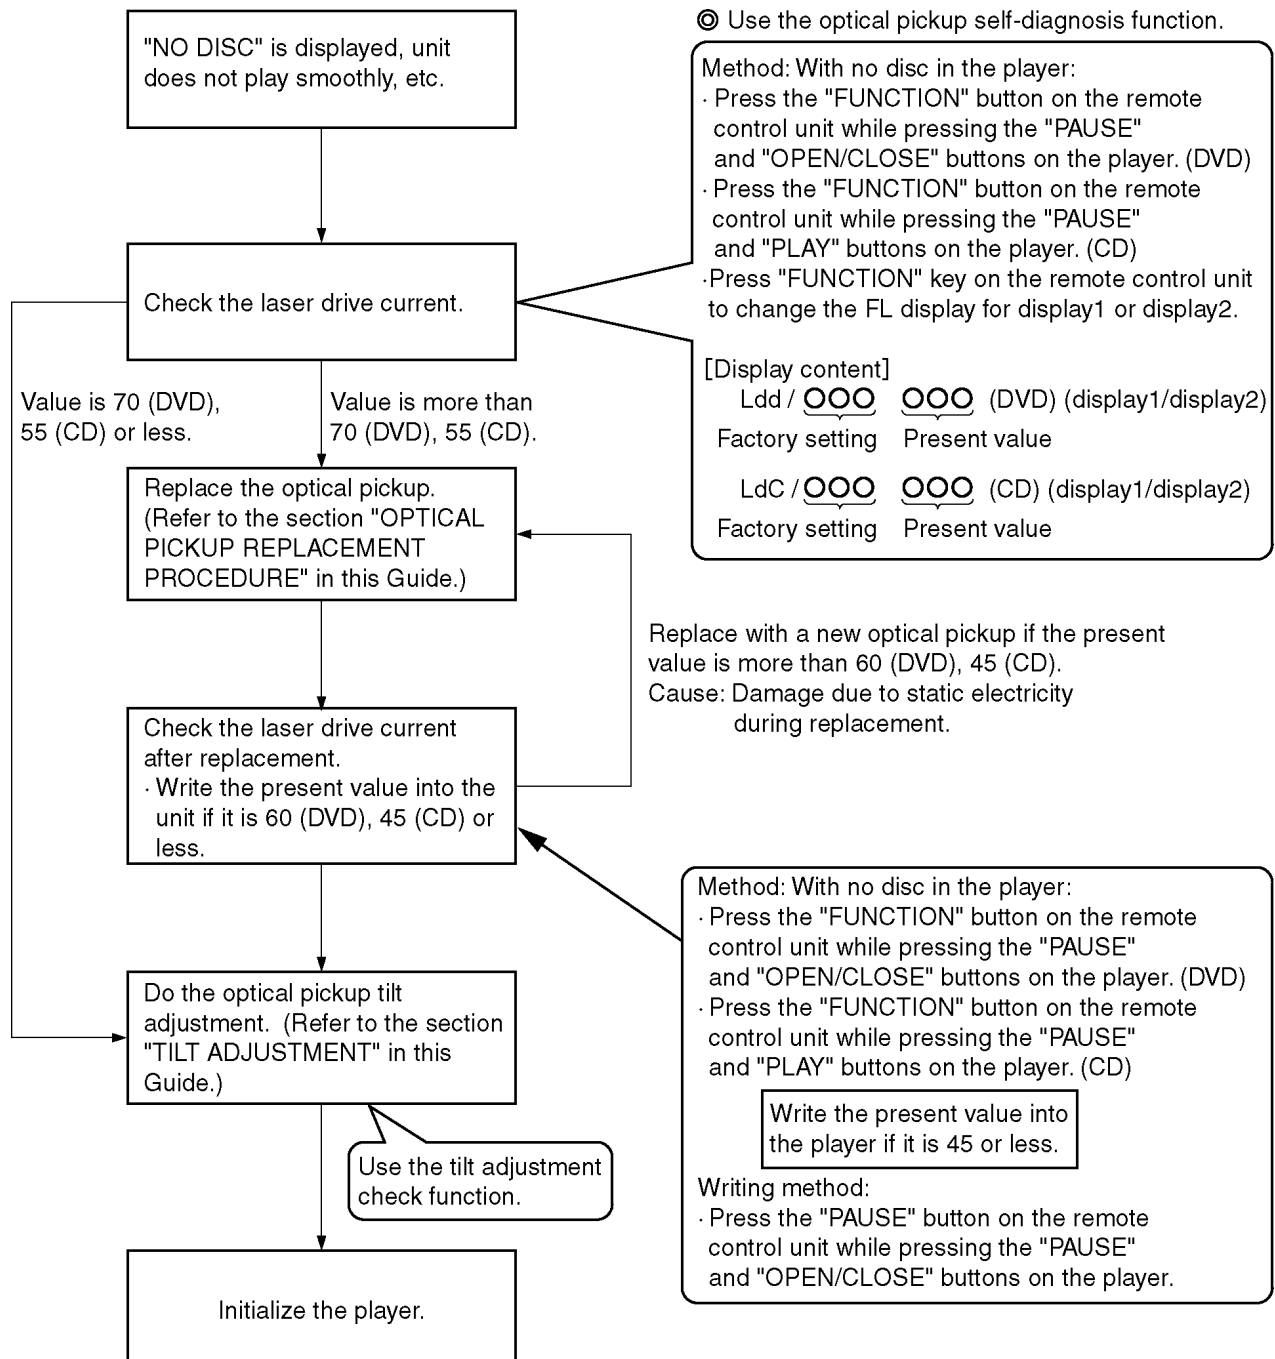 "NO DISC" is displayed, unit
does not play smoothly, etc.
◎ Use the optical pickup self-diagnosis function.
Method: With no disc in the player:
· Press the "FUNCTION" button on the remote
control unit while pressing the "PAUSE"
and "OPEN/CLOSE" buttons on the player. (DVD)
· Press the "FUNCTION" button on the remote
control unit while pressing the "PAUSE"
and "PLAY" buttons on the player. (CD)
·Press "FUNCTION" key on the remote control unit
to change the FL display for display1 or display2.
[Display content]
Ldd / ○○○ ○○○ (DVD) (display1/display2)
Factory setting Present value
LdC / ○○○ ○○○ (CD) (display1/display2)
Factory setting Present value
Check the laser drive current.
Value is 70 (DVD),
55 (CD) or less.
Value is more than
70 (DVD), 55 (CD).
Replace the optical pickup.
(Refer to the section "OPTICAL
PICKUP REPLACEMENT
PROCEDURE" in this Guide.)
Replace with a new optical pickup if the present
value is more than 60 (DVD), 45 (CD).
Cause: Damage due to static electricity
during replacement.
Check the laser drive current
after replacement.
· Write the present value into the
unit if it is 60 (DVD), 45 (CD) or
less.
Method: With no disc in the player:
· Press the "FUNCTION" button on the remote
control unit while pressing the "PAUSE"
and "OPEN/CLOSE" buttons on the player. (DVD)
· Press the "FUNCTION" button on the remote
control unit while pressing the "PAUSE"
and "PLAY" buttons on the player. (CD)
Write the present value into
the player if it is 45 or less.
Writing method:
· Press the "PAUSE" button on the remote
control unit while pressing the "PAUSE"
and "OPEN/CLOSE" buttons on the player.
Do the optical pickup tilt
adjustment. (Refer to the section
"TILT ADJUSTMENT" in this
Guide.)
Use the tilt adjustment
check function.
Initialize the player.